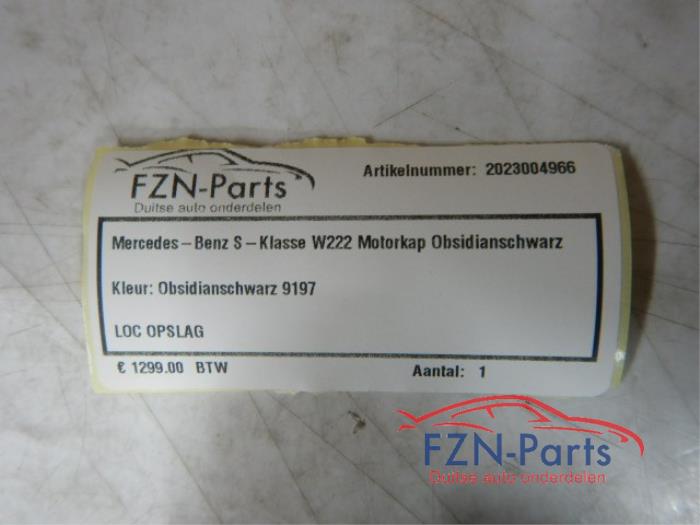 FZN-Parts
Duitse auto onderdelen
Artikelnummer: 2023004966
Mercedes-Benz S-Klasse W222 Motorkap Obsidianschwarz
Kleur: Obsidianschwarz 9197
LOC OPSLAG
€ 1299.00 BTW
Aantal: 1
FZN-Parts
Duitse auto onderdelen